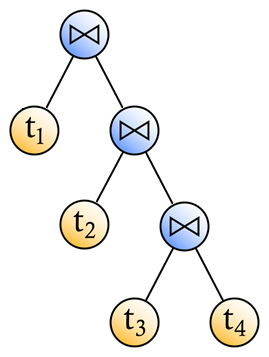 ⋈
t₁ ⋈
t₂ ⋈
t₃ t₄